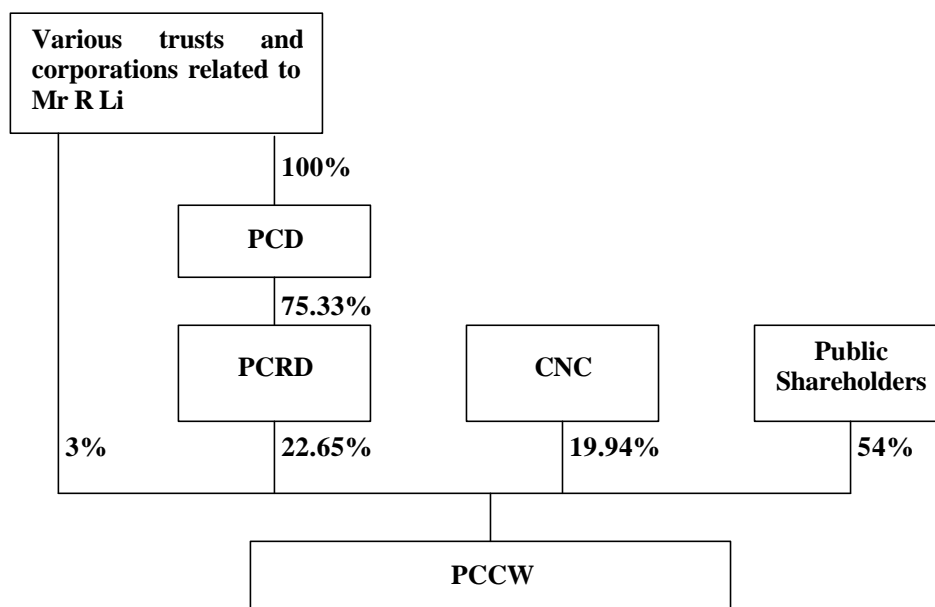 Various trusts and
corporations related to
Mr R Li
100%
PCD
75.33%
PCRD
CNC
Public
Shareholders
3%
22.65%
19.94%
54%
PCCW